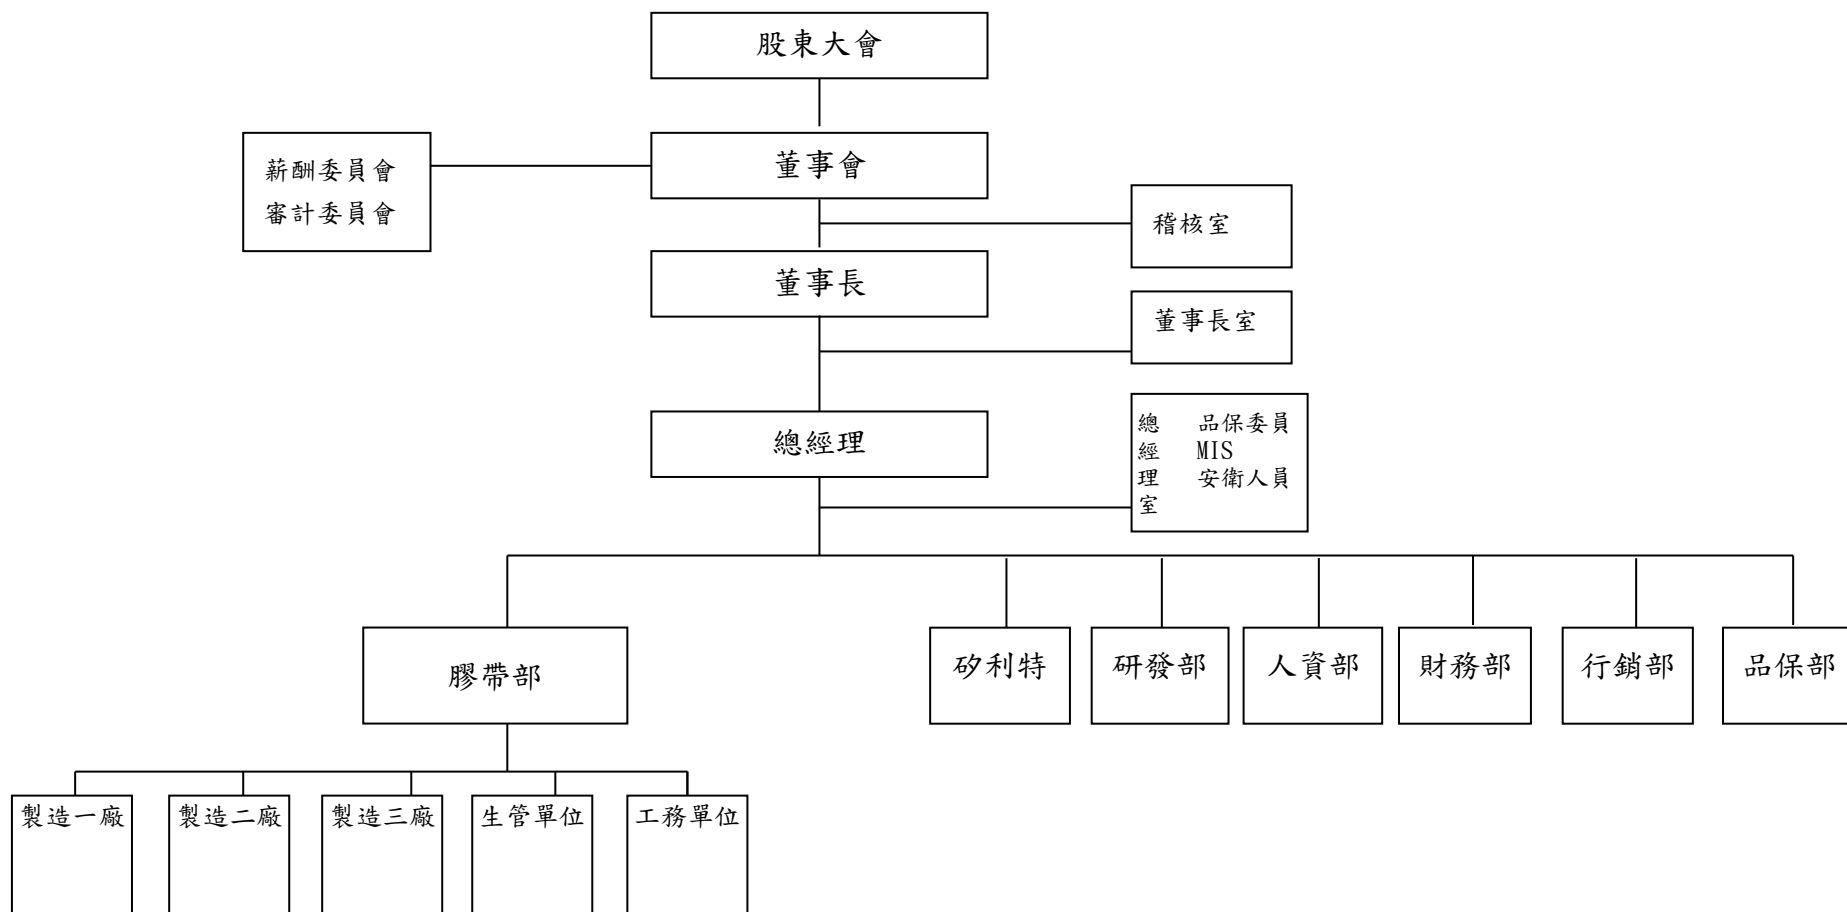 股東大會
薪酬委員會
審計委員會
董事會
稽核室
董事長
董事長室
總經理
總經理室
品保委員
MIS
安衛人員
膠帶部
矽利特
研發部
人資部
財務部
行銷部
品保部
製造一廠
製造二廠
製造三廠
生管單位
工務單位